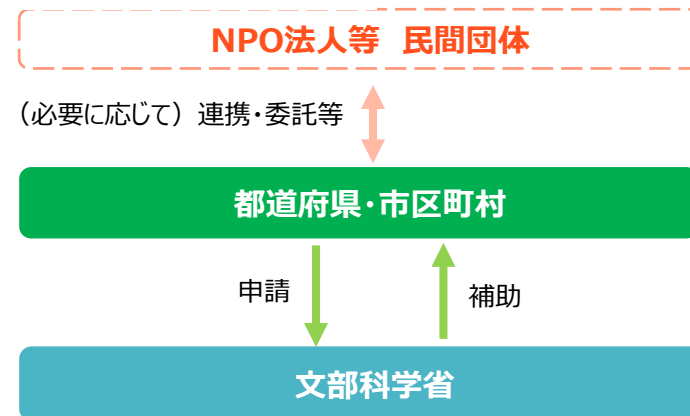 NPO法人等 民間団体
（必要に応じて）連携・委託等
都道府県・市区町村
申請
補助
文部科学省